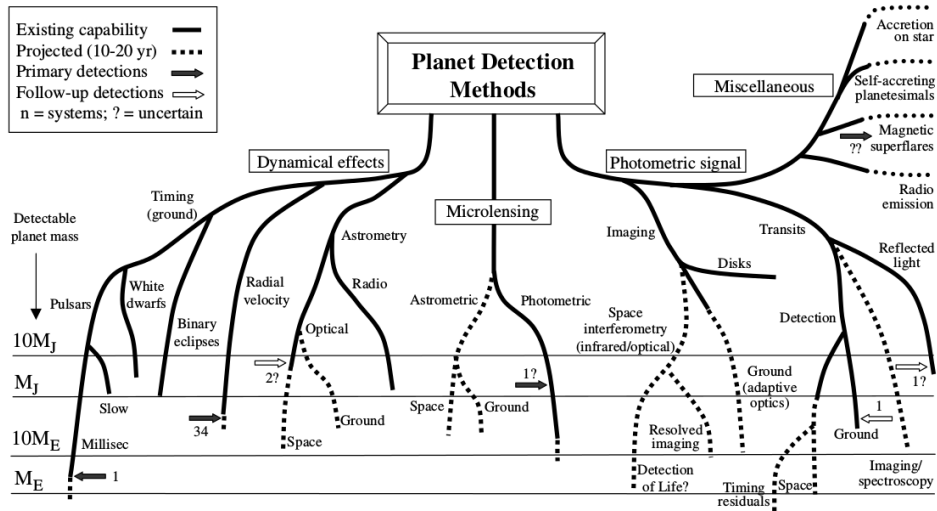 Existing capability
Projected (10-20 yr)
Primary detections
Follow-up detections
n = systems; ? = uncertain
Planet Detection
Methods
Miscellaneous
Accretion
on star
Self-accreting
planetesimals
??
Magnetic
superflares
Radio
emission
Dynamical effects
Photometric signal
Microlensing
Detectable
planet mass
Timing
(ground)
Pulsars
White
dwarfs
Binary
eclipses
Radial
velocity
Astrometry
Radio
Optical
Astrometric
Photometric
Imaging
Disks
Space
interferometry
(infrared/optical)
Transits
Reflected
light
Detection
Ground
(adaptive
optics)
10M_J
M_J
10M_E
M_E
Slow
Millisec
1
34
2?
Space
Ground
Space
Ground
1?
Resolved
imaging
Detection
of Life?
1?
1
Ground
Timing
residuals
Space
Imaging/
spectroscopy